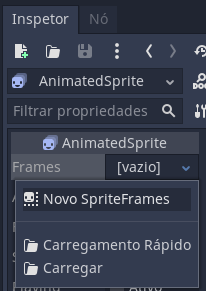 Inspetor Nó
AnimatedSprite
Filtrar propriedades
AnimatedSprite
Frames [vazio]
Novo SpriteFrames
Carregamento Rápido
Carregar